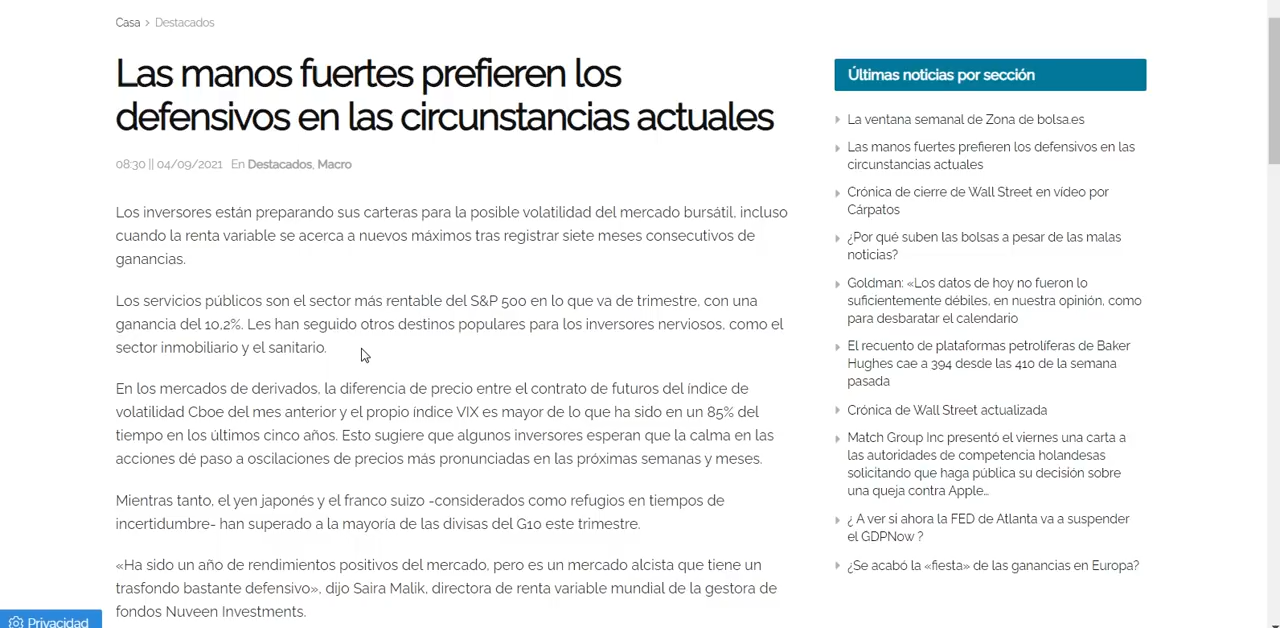 Casa > Destacados
Las manos fuertes prefieren los
defensivos en las circunstancias actuales
08:30 || 04/09/2021 En Destacados, Macro
Los inversores están preparando sus carteras para la posible volatilidad del mercado bursátil, incluso
cuando la renta variable se acerca a nuevos máximos tras registrar siete meses consecutivos de
ganancias.
Los servicios públicos son el sector más rentable del S&P 500 en lo que va de trimestre, con una
ganancia del 10,2%. Les han seguido otros destinos populares para los inversores nerviosos, como el
sector inmobiliario y el sanitario.
En los mercados de derivados, la diferencia de precio entre el contrato de futuros del índice de
volatilidad Cboe del mes anterior y el propio índice VIX es mayor de lo que ha sido en un 85% del
tiempo en los últimos cinco años. Esto sugiere que algunos inversores esperan que la calma en las
acciones dé paso a oscilaciones de precios más pronunciadas en las próximas semanas y meses.
Mientras tanto, el yen japonés y el franco suizo -considerados como refugios en tiempos de
incertidumbre- han superado a la mayoría de las divisas del G10 este trimestre.
«Ha sido un año de rendimientos positivos del mercado, pero es un mercado alcista que tiene un
trasfondo bastante defensivo», dijo Saira Malik, directora de renta variable mundial de la gestora de
fondos Nuveen Investments.
Privacidad
Últimas noticias por sección
La ventana semanal de Zona de bolsa.es
Las manos fuertes prefieren los defensivos en las
circunstancias actuales
Crónica de cierre de Wall Street en vídeo por
Cárpatos
¿Por qué suben las bolsas a pesar de las malas
noticias?
Goldman: «Los datos de hoy no fueron lo
suficientemente débiles, en nuestra opinión, como
para desbaratar el calendario
El recuento de plataformas petrolíferas de Baker
Hughes cae a 394 desde las 410 de la semana
pasada
Crónica de Wall Street actualizada
Match Group Inc presentó el viernes una carta a
las autoridades de competencia holandesas
solicitando que haga pública su decisión sobre
una queja contra Apple…
¿ A ver si ahora la FED de Atlanta va a suspender
el GDPNow ?
¿Se acabó la «fiesta» de las ganancias en Europa?